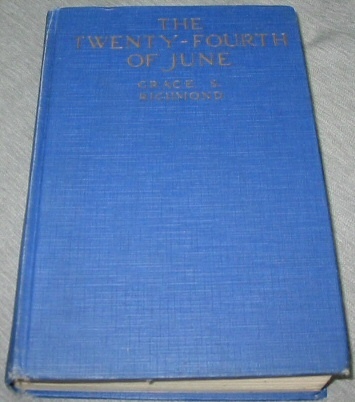 THE
TWENTY-FOURTH
OF JUNE
GRACE S.
RICHMOND